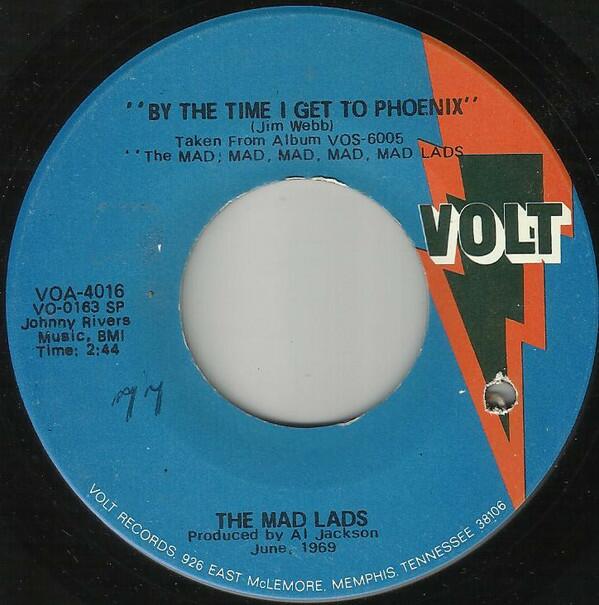 ''BY THE TIME I GET TO PHOENIX''
(Jim Webb)
Taken From Album VOS-6005
''The MAD, MAD, MAD, MAD, MAD LADS
VOLT
VOA-4016
VO-0163 SP
Johnny Rivers
Music, BMI
Time: 2:44
THE MAD LADS
Produced by Al Jackson
June, 1969
VOLT RECORDS, 926 EAST McLEMORE, MEMPHIS, TENNESSEE 38106